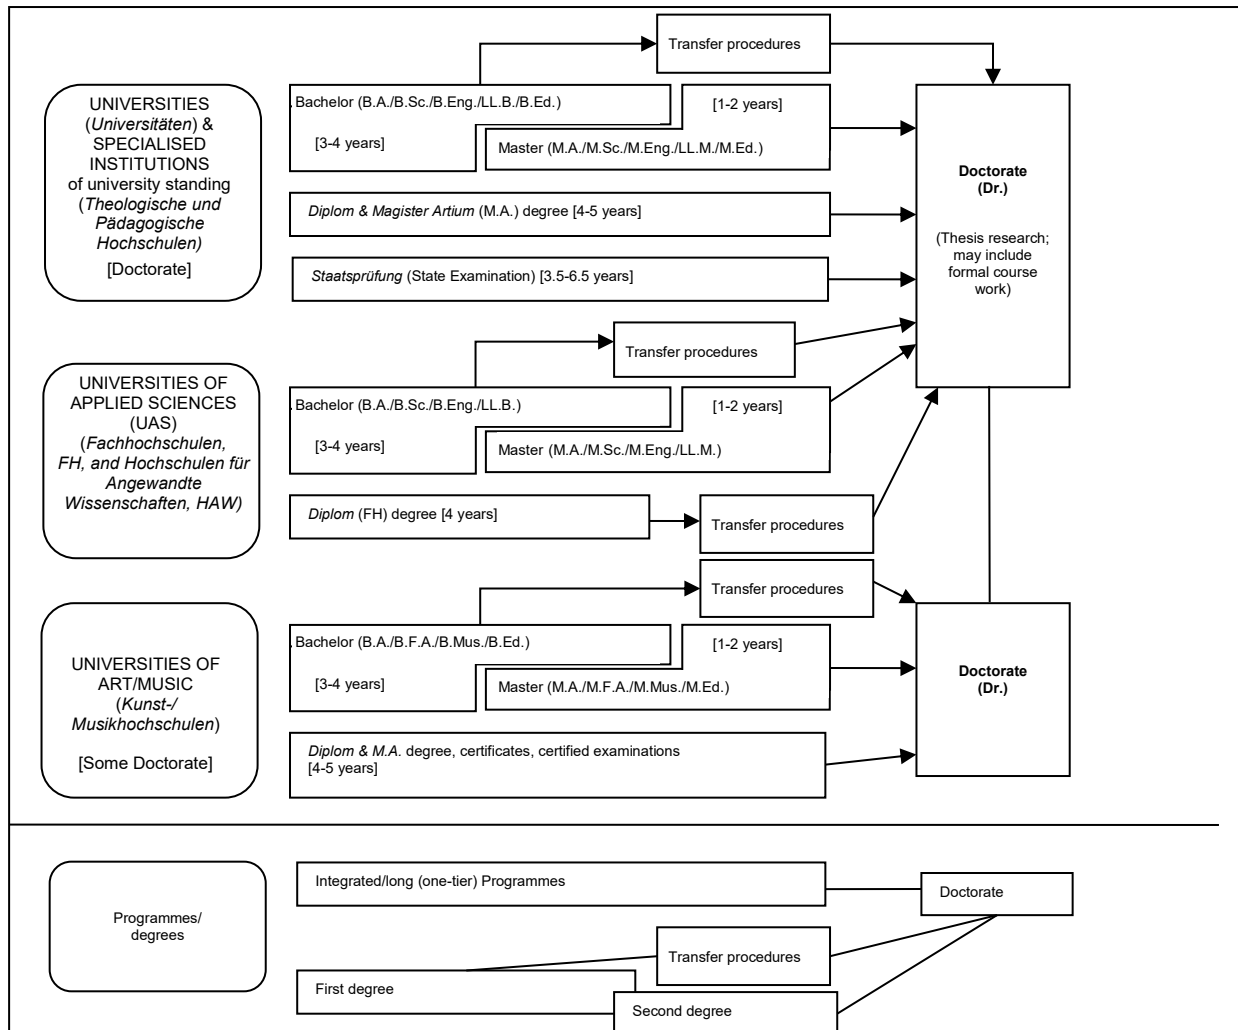 Transfer procedures
UNIVERSITIES
(Universitäten) &
SPECIALISED
INSTITUTIONS
of university standing
(Theologische und
Pädagogische
Hochschulen)
[Doctorate]
. Bachelor (B.A./B.Sc./B.Eng./LL.B./B.Ed.)
[1-2 years]
[3-4 years]
Master (M.A./M.Sc./M.Eng./LL.M./M.Ed.)
Diplom & Magister Artium (M.A.) degree [4-5 years]
Staatsprüfung (State Examination) [3.5-6.5 years]
Doctorate
(Dr.)
(Thesis research;
may include
formal course
work)
Transfer procedures
UNIVERSITIES OF
APPLIED SCIENCES
(UAS)
(Fachhochschulen,
FH, and Hochschulen für
Angewandte
Wissenschaften, HAW)
. Bachelor (B.A./B.Sc./B.Eng./LL.B.)
[1-2 years]
[3-4 years]
Master (M.A./M.Sc./M.Eng./LL.M.)
Diplom (FH) degree [4 years]
Transfer procedures
Transfer procedures
UNIVERSITIES OF
ART/MUSIC
(Kunst-/
Musikhochschulen)
[Some Doctorate]
. Bachelor (B.A./B.F.A./B.Mus./B.Ed.)
[1-2 years]
[3-4 years]
Master (M.A./M.F.A./M.Mus./M.Ed.)
Diplom & M.A. degree, certificates, certified examinations
[4-5 years]
Doctorate
(Dr.)
Programmes/
degrees
Integrated/long (one-tier) Programmes
Doctorate
Transfer procedures
First degree
Second degree